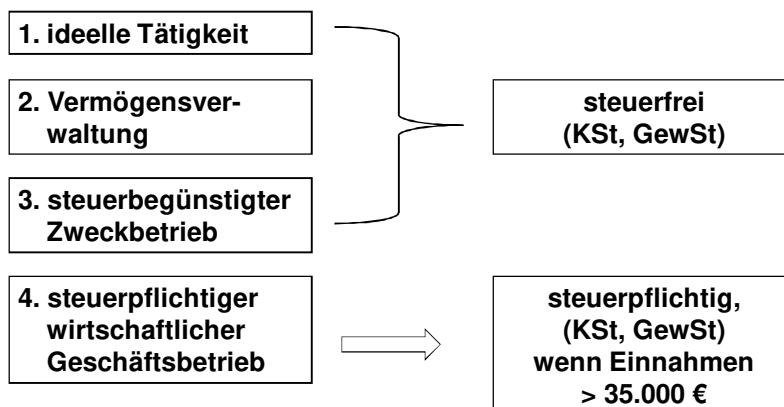 1. ideelle Tätigkeit
2. Vermögensver-
waltung
3. steuerbegünstigter
Zweckbetrieb
4. steuerpflichtiger
wirtschaftlicher
Geschäftsbetrieb
steuerfrei
(KSt, GewSt)
steuerpflichtig,
(KSt, GewSt)
wenn Einnahmen
> 35.000 €